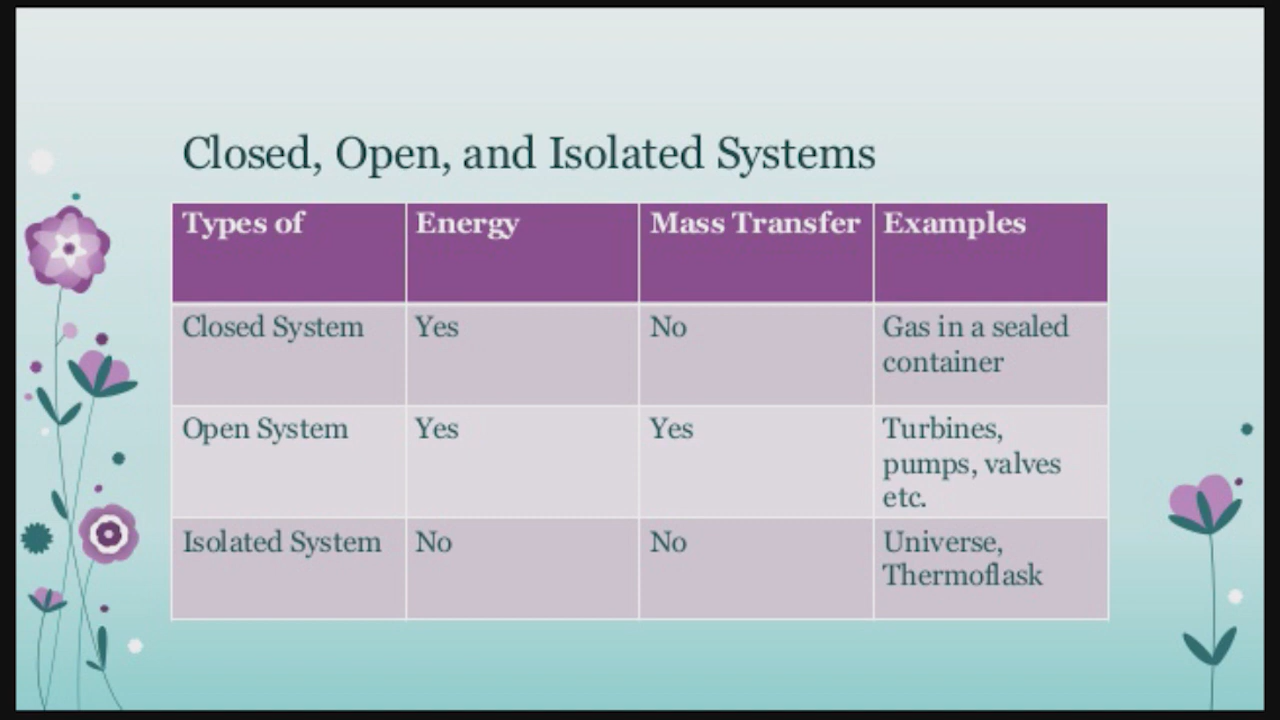 Closed, Open, and Isolated Systems
Types of Energy Mass Transfer Examples
Closed System Yes No Gas in a sealed
container
Open System Yes Yes Turbines,
pumps, valves
etc.
Isolated System No No Universe,
Thermoflask